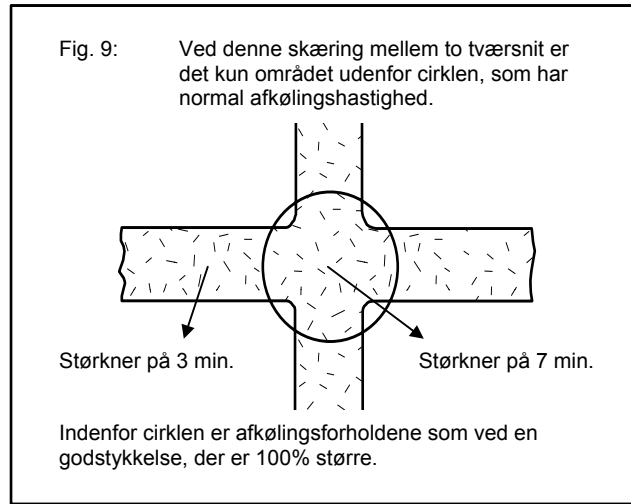 Fig. 9: Ved denne skæring mellem to tværsnit er
det kun området udenfor cirklen, som har
normal afkølingshastighed.
Størkner på 3 min. Størkner på 7 min.
Indenfor cirklen er afkølingsforholdene som ved en
godstykkelse, der er 100% større.